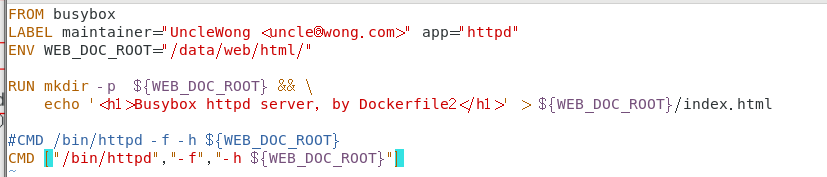 FROM busybox
LABEL maintainer="UncleWong <uncle@wong.com>" app="httpd"
ENV WEB_DOC_ROOT="/data/web/html/"
RUN mkdir -p  ${WEB_DOC_ROOT} && \
    echo '<h1>Busybox httpd server, by Dockerfile2</h1>' > ${WEB_DOC_ROOT}/index.html
#CMD /bin/httpd -f -h ${WEB_DOC_ROOT}
CMD ["/bin/httpd","-f","-h ${WEB_DOC_ROOT}"]
~